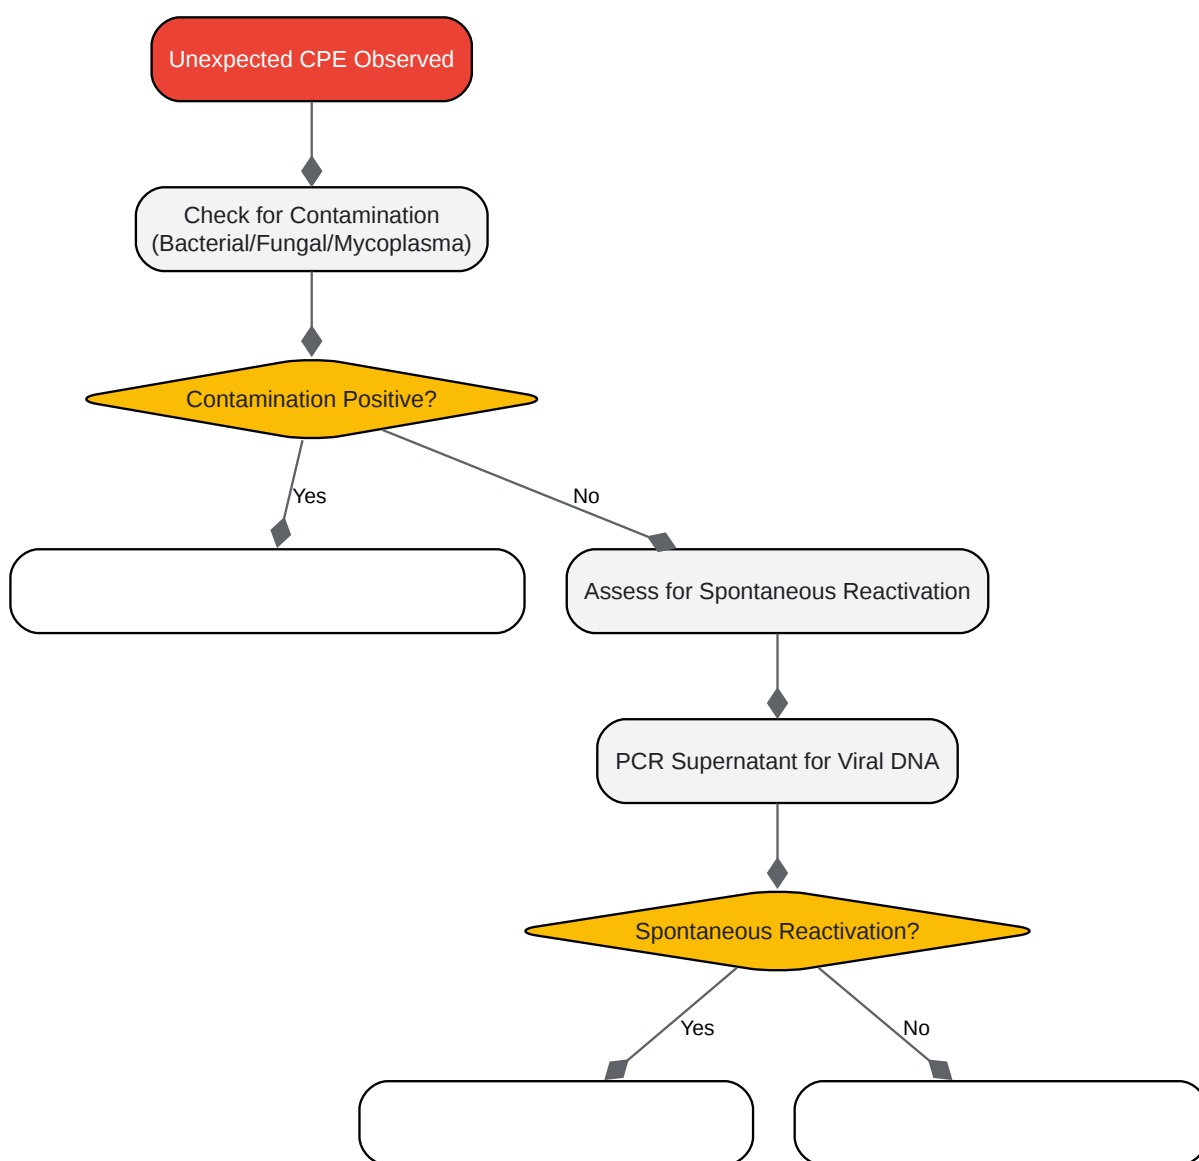 Unexpected CPE Observed
Check for Contamination
(Bacterial/Fungal/Mycoplasma)
Contamination Positive?
Yes
No
Assess for Spontaneous Reactivation
PCR Supernatant for Viral DNA
Spontaneous Reactivation?
Yes
No